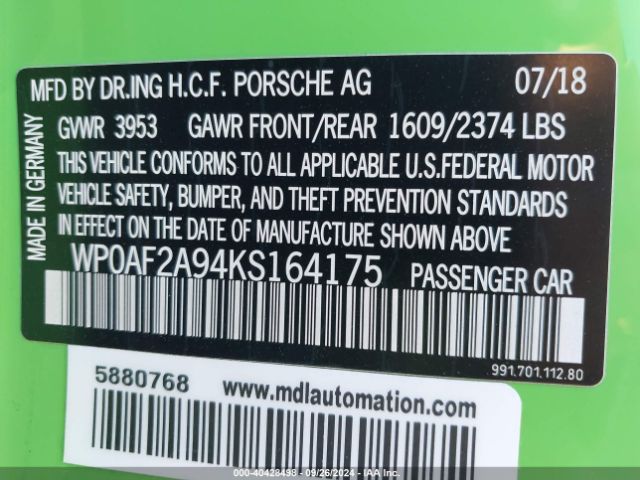 MFD BY DR.ING H.C.F. PORSCHE AG 07/18
GVWR 3953 GAWR FRONT/REAR 1609/2374 LBS
THIS VEHICLE CONFORMS TO ALL APPLICABLE U.S.FEDERAL MOTOR
VEHICLE SAFETY, BUMPER, AND THEFT PREVENTION STANDARDS
IN EFFECT ON THE DATE OF MANUFACTURE SHOWN ABOVE
WP0AF2A94KS164175 PASSENGER CAR
MADE IN GERMANY
991.701.112.80
5880768 www.mdlautomation.com
000-40428498 - 09/26/2024 - IAA Inc.